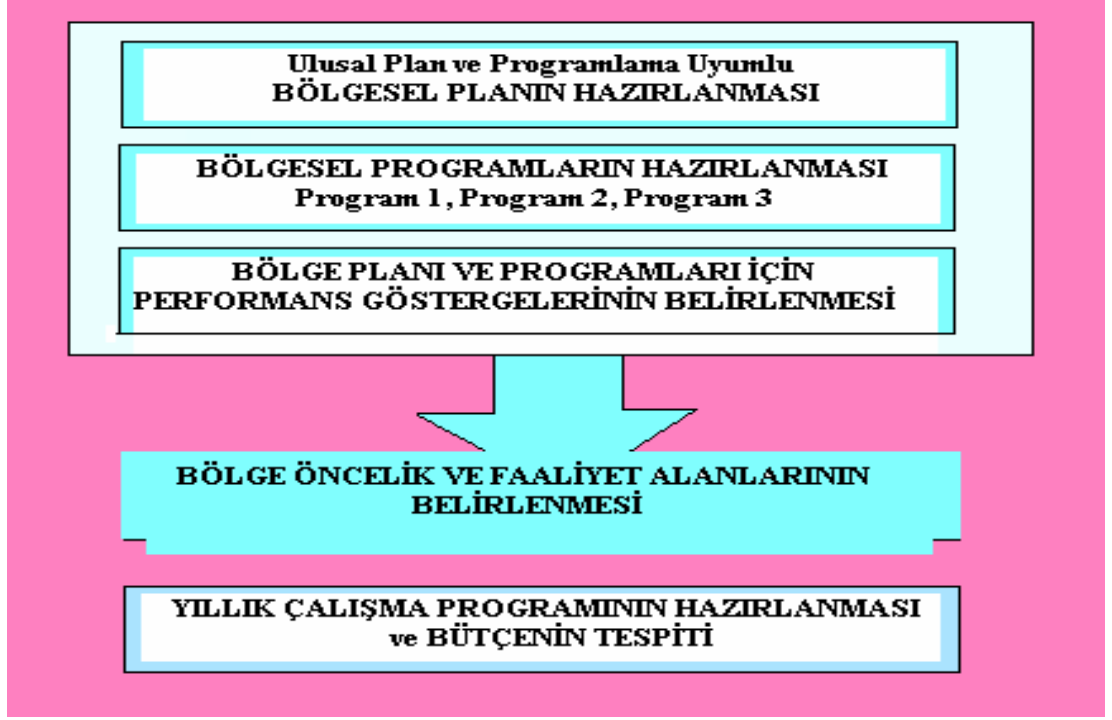 Ulusal Plan ve Programlama Uyumlu
BÖLGESEL PLANIN HAZIRLANMASI
BÖLGESEL PROGRAMLARIN HAZIRLANMASI
Program 1, Program 2, Program 3
BÖLGE PLANI VE PROGRAMLARI İÇİN
PERFORMANS GÖSTERGELERİNİN BELİRLENMESİ
BÖLGE ÖNCELİK VE FAALİYET ALANLARININ
BELİRLENMESİ
YILLIK ÇALIŞMA PROGRAMININ HAZIRLANMASI
ve BÜTÇENİN TESPİTİ